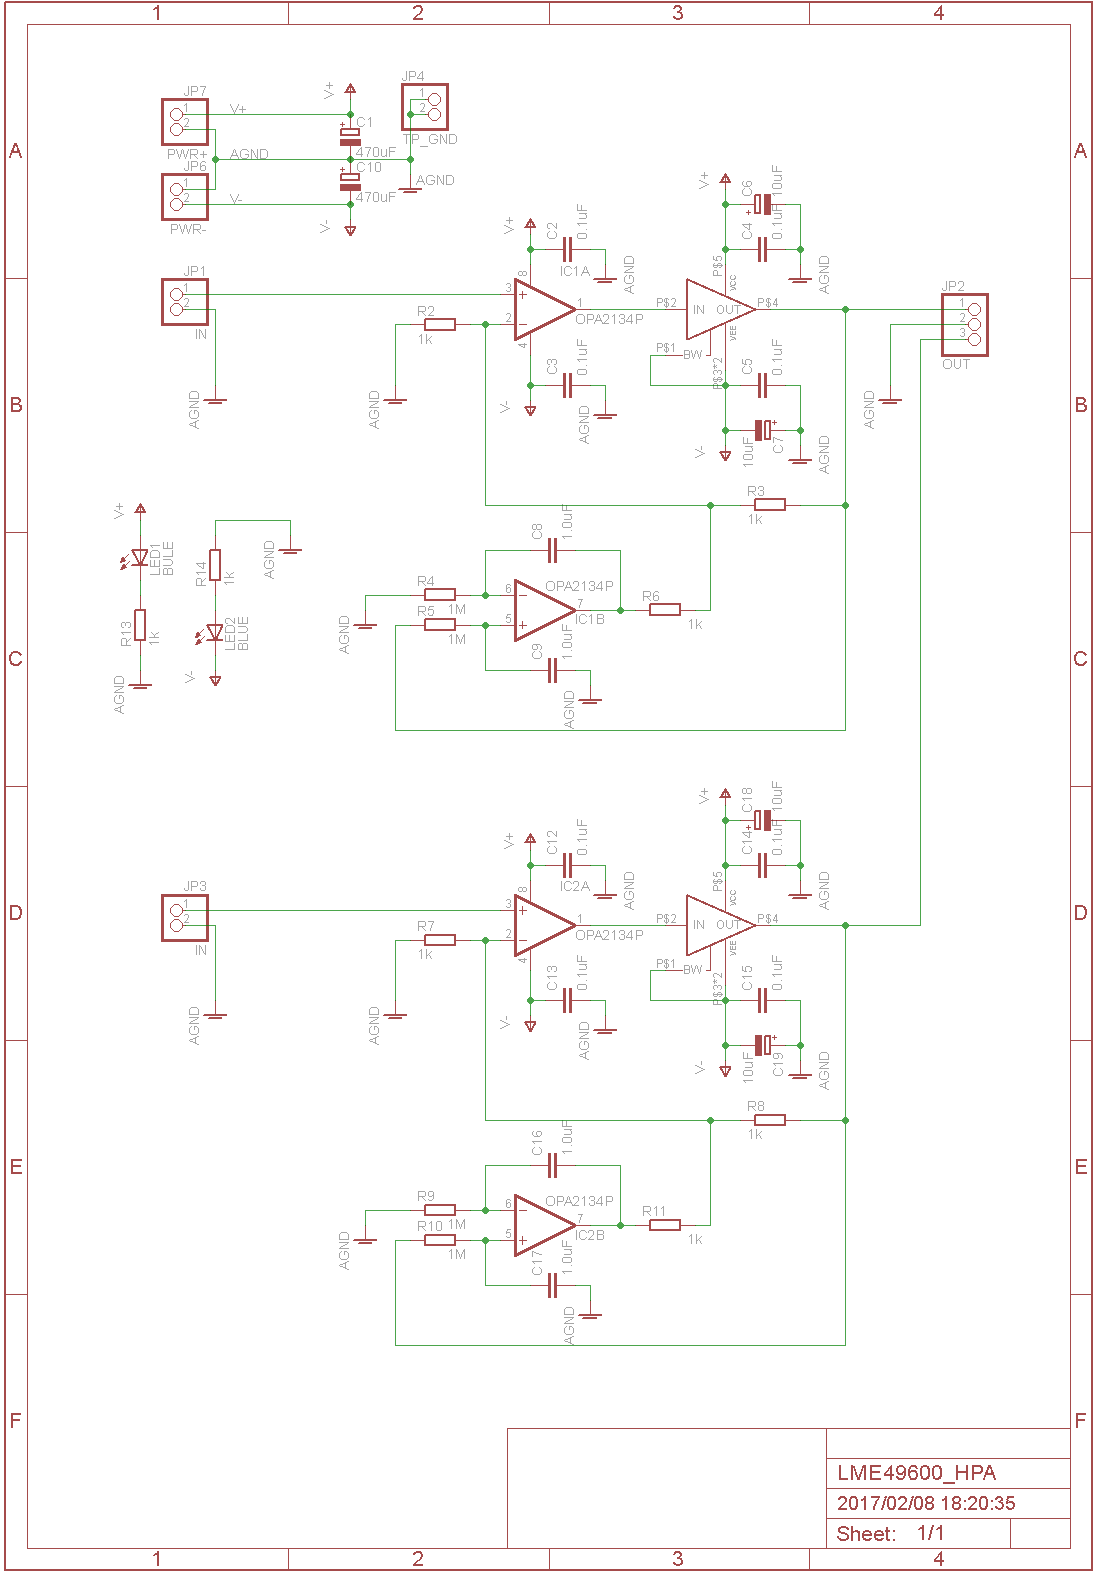 1 2 3 4
A A
B B
C C
D D
E E
F F
JP7
1
2
PWR+
V+
AGND
JP6
1
2
PWR-
V-
V+
C1
470uF
C10
470uF
V-
JP4
1
2
TP_GND
AGND
JP1
1
2
IN
AGND
R2
1k
AGND
V+
C2
0.1uF
AGND
IC1A
8
3
2
1
4
OPA2134P
C3
0.1uF
V-
AGND
V+
C6
10uF
C4
0.1uF
AGND
P$5
VCC
P$2
IN OUT
P$4
VEE
P$1
BW
P$3*2
C5
0.1uF
V-
10uF
C7
AGND
JP2
1
2
3
OUT
AGND
R3
1k
V+
LED1
BULE
R13
1k
AGND
AGND
R14
1k
LED2
BLUE
V-
C8
1.0uF
R4
1M
R5
1M
AGND
6
5
7
OPA2134P
IC1B
R6
1k
C9
1.0uF
AGND
JP3
1
2
IN
AGND
R7
1k
AGND
V+
C12
0.1uF
AGND
IC2A
8
3
2
1
4
OPA2134P
C13
0.1uF
V-
AGND
V+
C18
10uF
C14
0.1uF
AGND
P$5
VCC
P$2
IN OUT
P$4
VEE
P$1
BW
P$3*2
C15
0.1uF
V-
10uF
C19
AGND
R8
1k
C16
1.0uF
R9
1M
R10
1M
AGND
6
5
7
OPA2134P
IC2B
R11
1k
C17
1.0uF
AGND
LME49600_HPA
2017/02/08 18:20:35
Sheet: 1/1
1 2 3 4